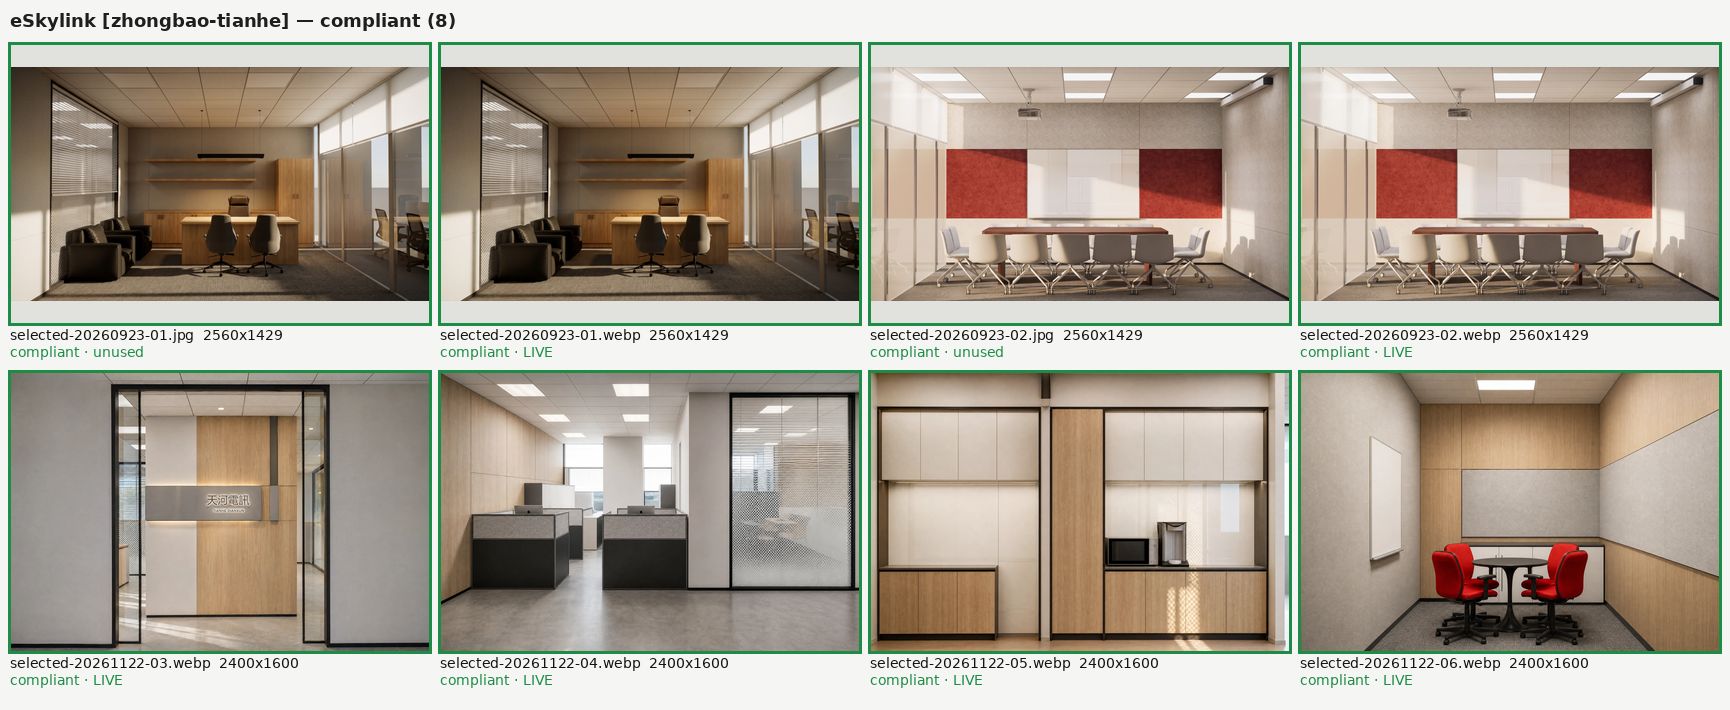 eSkylink [zhongbao-tianhe] — compliant (8)
selected-20260923-01.jpg 2560x1429
compliant · unused
selected-20260923-01.webp 2560x1429
compliant · LIVE
selected-20260923-02.jpg 2560x1429
compliant · unused
selected-20260923-02.webp 2560x1429
compliant · LIVE
天河電訊
selected-20261122-03.webp 2400x1600
compliant · LIVE
selected-20261122-04.webp 2400x1600
compliant · LIVE
selected-20261122-05.webp 2400x1600
compliant · LIVE
selected-20261122-06.webp 2400x1600
compliant · LIVE